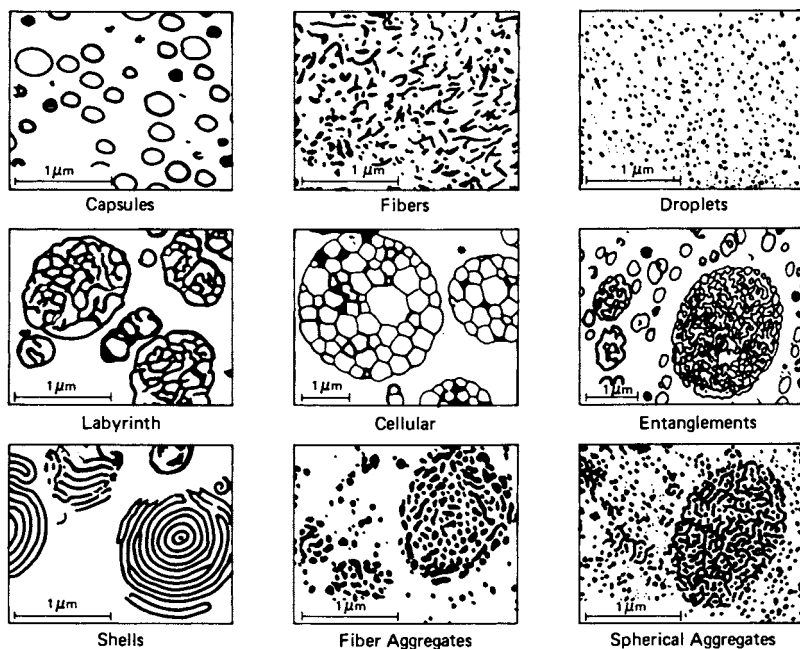 1 μm
1 μm
1 μm
Capsules
Fibers
Droplets
1 μm
1 μm
1 μm
Labyrinth
Cellular
Entanglements
1 μm
1 μm
1 μm
Shells
Fiber Aggregates
Spherical Aggregates